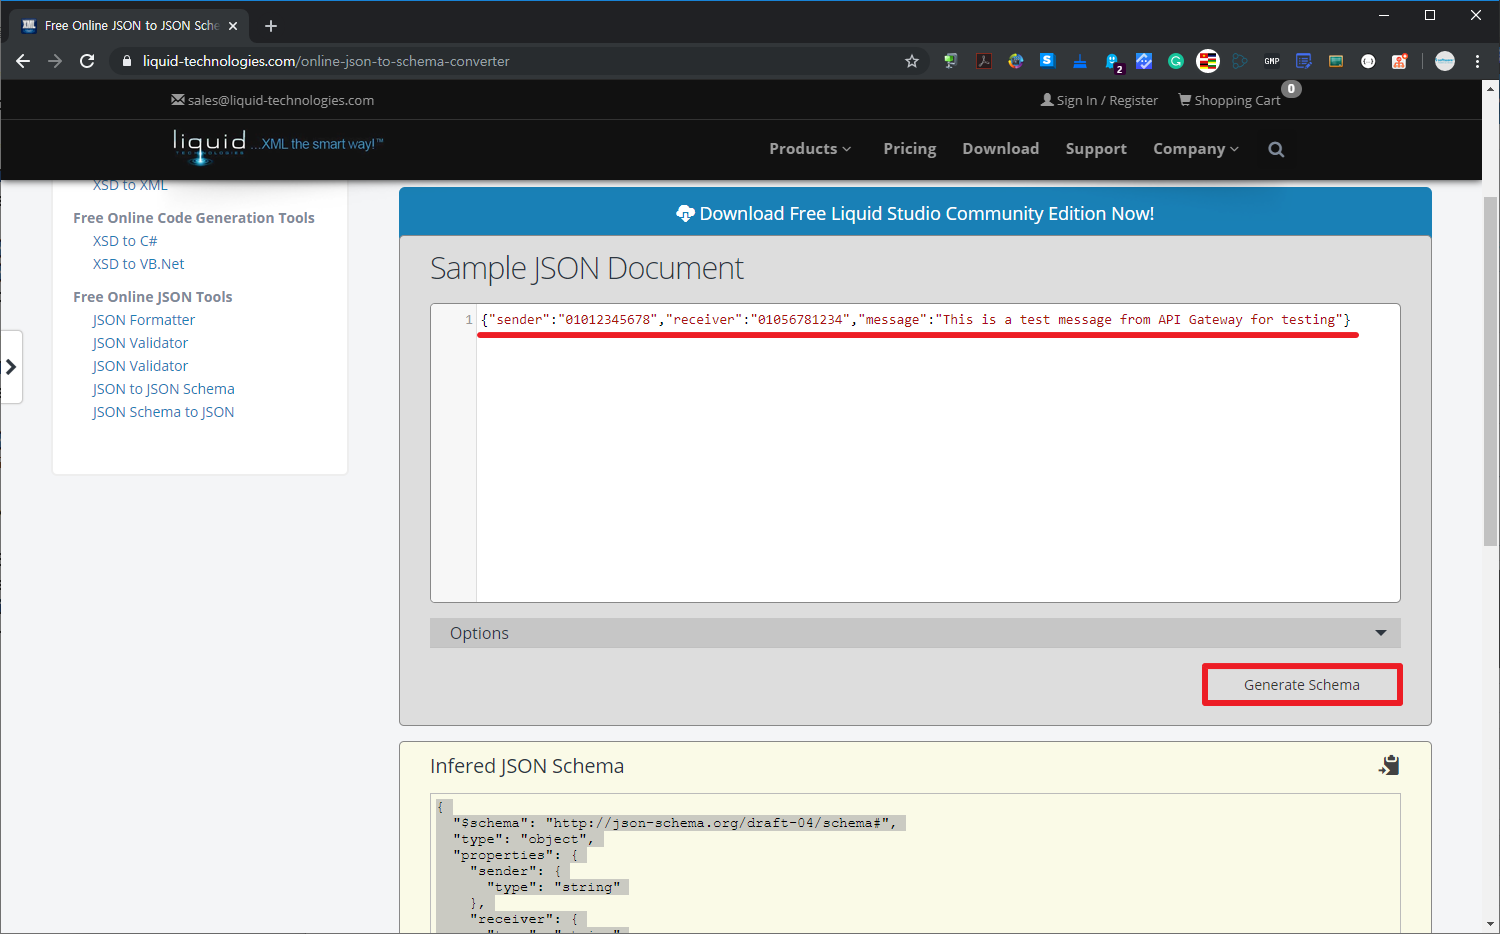 Free Online JSON to JSON Sche
liquid-technologies.com/online-json-to-schema-converter
2
GMP
sales@liquid-technologies.com
Sign In / Register
Shopping Cart
0
liquid
TECHNOLOGIES
...XML the smart way!™
Products
Pricing
Download
Support
Company
XSD to XML
Free Online Code Generation Tools
XSD to C#
XSD to VB.Net
Free Online JSON Tools
JSON Formatter
JSON Validator
JSON Validator
JSON to JSON Schema
JSON Schema to JSON
Download Free Liquid Studio Community Edition Now!
Sample JSON Document
1 {"sender":"01012345678","receiver":"01056781234","message":"This is a test message from API Gateway for testing"}
Options
Generate Schema
Infered JSON Schema
{
"$schema": "http://json-schema.org/draft-04/schema#",
"type": "object",
"properties": {
"sender": {
"type": "string"
},
"receiver": {